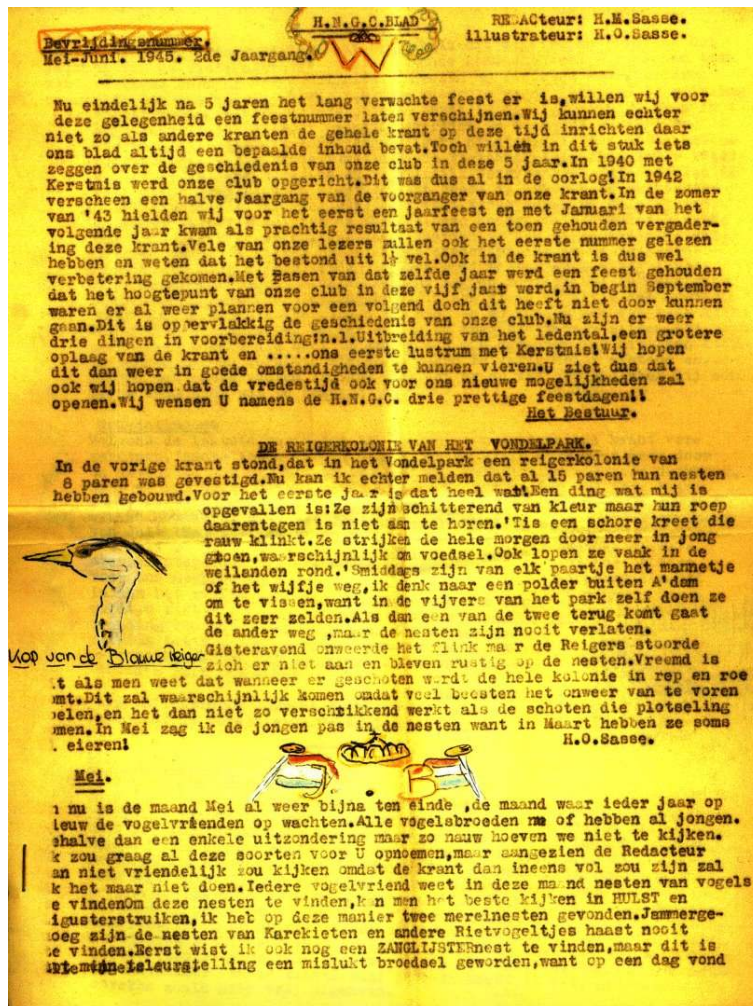 H.N.G.C.BLAD
W
REDACteur: H.M.Sasse.
illustrateur: H.O.Sasse.
Bevrijdingsnummer.
Mei-Juni. 1945. 2de Jaargang.
Nu eindelijk na 5 jaren het lang verwachte feest er is,willen wij voor
deze gelegenheid een feestnummer laten verschijnen.Wij kunnen echter
niet zo als andere kranten de gehele krant op deze tijd inrichten daar
ons blad altijd een bepaalde inhoud bevat.Toch willen in dit stuk iets
zeggen over de geschiedenis van onze club in deze 5 jaar.In 1940 met
Kerstmis werd onze club opgericht.Dit was dus al in de oorlog!In 1942
verscheen een halve Jaargang van de voorganger van onze krant.In de zomer
van '43 hielden wij voor het eerst een jaarfeest en met Januari van het
volgende jaar kwam als prachtig resultaat van een toen gehouden vergader-
ing deze krant.Vele van onze lezers zullen ook het eerste nummer gelezen
hebben en weten dat het bestond uit 1½ vel.Ook in de krant is dus wel
verbetering gekomen.Met Basen van dat zelfde jaar werd een feest gehouden
dat het hoogtepunt van onze club in deze vijf jaar werd,in begin September
waren er al weer plannen voor een volgend doch dit heeft niet door kunnen
gaan.Dit is oppervlakkig de geschiedenis van onze club.Nu zijn er weer
drie dingen in voorbereiding:n.l.Uitbreiding van het ledental,een grotere
oplaag van de krant en .....ons eerste lustrum met Kerstmis!Wij hopen
dit dan weer in goede omstandigheden te kunnen vieren.U ziet dus dat
ook wij hopen dat de vredestijd ook voor ons nieuwe mogelijkheden zal
openen.Wij wensen U namens de H.N.G.C. drie prettige feestdagen!!
Het Bestuur.
DE REIGERKOLONIE VAN HET VONDELPARK.
In de vorige krant stond,dat in het Vondelpark een reigerkolonie van
8 paren was gevestigd.Nu kan ik echter melden dat al 15 paren hun nesten
hebben gebouwd.Voor het eerste jaar is dat heel wat!Een ding wat mij is
opgevallen is:Ze zijn schitterend van kleur maar hun roep
daarentegen is niet aan te horen.'Tis een schore kreet die
rauw klinkt.Ze strijken de hele morgen door neer in jong
groen,waarschijnlijk om voedsel.Ook lopen ze vaak in de
weilanden rond.'Smiddags zijn van elk paartje het mannetje
of het wijfje weg,ik denk naar een polder buiten A'dam
om te vissen,want in de vijvers van het park zelf doen ze
dit zeer zelden.Als dan een van de twee terug komt gaat
de ander weg ,maar de nesten zijn nooit verlaten.
Kop van de Blauwe Reiger
Gisteravond onweerde het flink maar de Reigers stoorde
zich er niet aan en bleven rustig op de nesten.Vreemd is
t als men weet dat wanneer er geschoten wordt de hele kolonie in rep en roe
omt.Dit zal waarschijnlijk komen omdat veel beesten het onweer van te voren
oelen,en het dan niet zo verschrikkend werkt als de schoten die plotseling
omen.In Mei zag ik de jongen pas in de nesten want in Maart hebben ze soms
. eieren!
H.O.Sasse.
J B
Mei.
n nu is de maand Mei al weer bijna ten einde ,de maand waar ieder jaar op
ieuw de vogelvrienden op wachten.Alle vogelsbroeden nu of hebben al jongen.
ehalve dan een enkele uitzondering maar zo nauw hoeven we niet te kijken.
k zou graag al deze soorten voor U opnoemen,maar aangezien de Redacteur
an niet vriendelijk zou kijken omdat de krant dan ineens vol zou zijn zal
k het maar niet doen.Iedere vogelvriend weet in deze maand nesten van vogels
e vindenOm deze nesten te vinden,kan men het beste kijken in HULST en
igusterstruiken,ik heb op deze manier twee merelnesten gevonden.Jammerge-
oeg zijn de nesten van Karekieten en andere Rietvogeltjes haast nooit
te vinden.Eerst wist ik ook nog een ZANGLIJSTERnest te vinden,maar dit is
teleurstelling een mislukt broedsel geworden,want op een dag vond